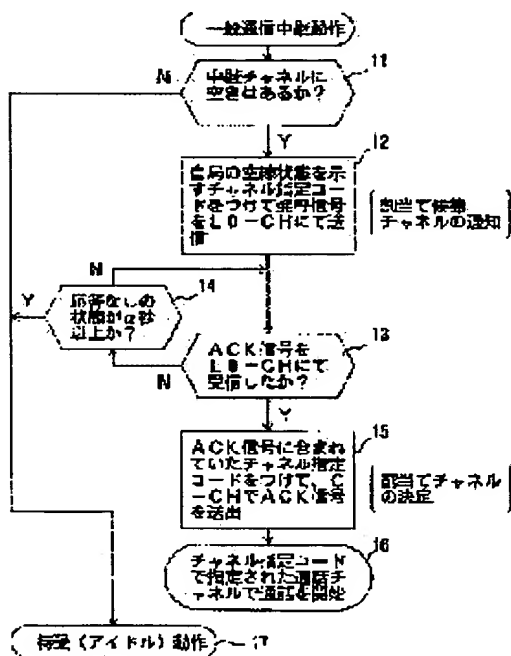 一般通信中継動作
11
N
中継チャネルに
空きはあるか?
Y
12
自局の空線状態を示
すチャネル指定コー
ドをつけて呼出信号
をL0-CHにて送
信
割当て候補
チャネルの通知
N
14
Y
応答なしの
状態がα秒
以上か?
13
ACK信号を
L0-CHにて
受信したか?
N
Y
15
ACK信号に含まれ
ていたチャネル指定
コードをつけて、C
-CHでACK信号
を送出
割当てチャネル
の決定
16
チャネル指定コード
で指定された通話チ
ャネルで通話を開始
待受(アイドル)動作
17